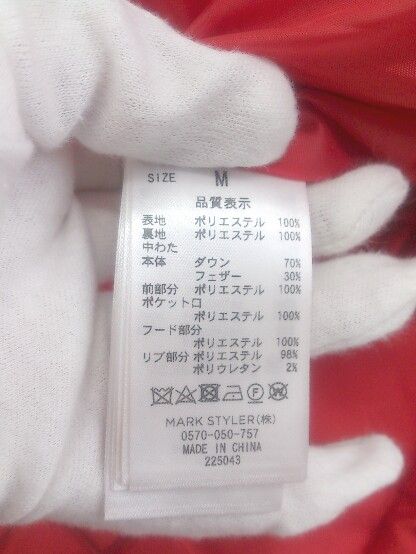 SIZE M
品質表示
表地 ポリエステル 100%
裏地 ポリエステル 100%
中わた
本体 ダウン 70%
フェザー 30%
前部分 ポリエステル 100%
ポケット口
ポリエステル 100%
フード部分
ポリエステル 100%
リブ部分 ポリエステル 98%
ポリウレタン 2%
MARK STYLER(株)
0570-050-757
MADE IN CHINA
225043